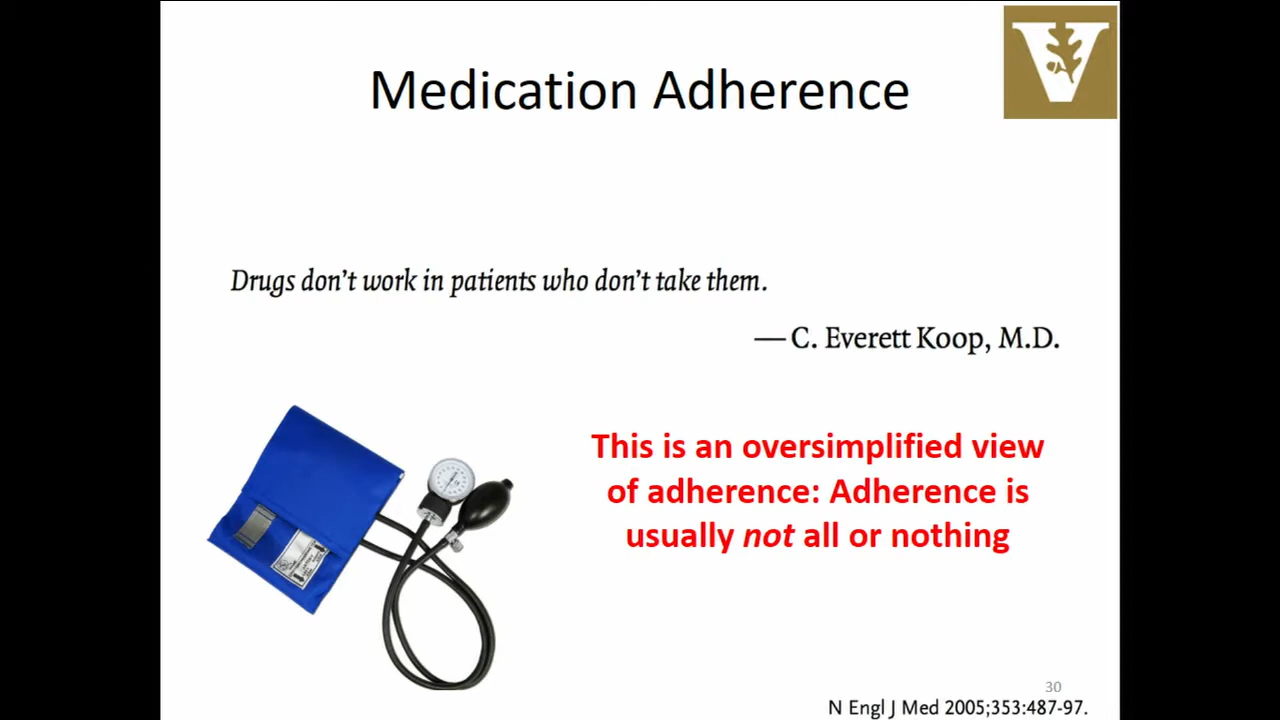 Medication Adherence
V
Drugs don't work in patients who don't take them.
— C. Everett Koop, M.D.
This is an oversimplified view
of adherence: Adherence is
usually not all or nothing
30
N Engl J Med 2005;353:487-97.